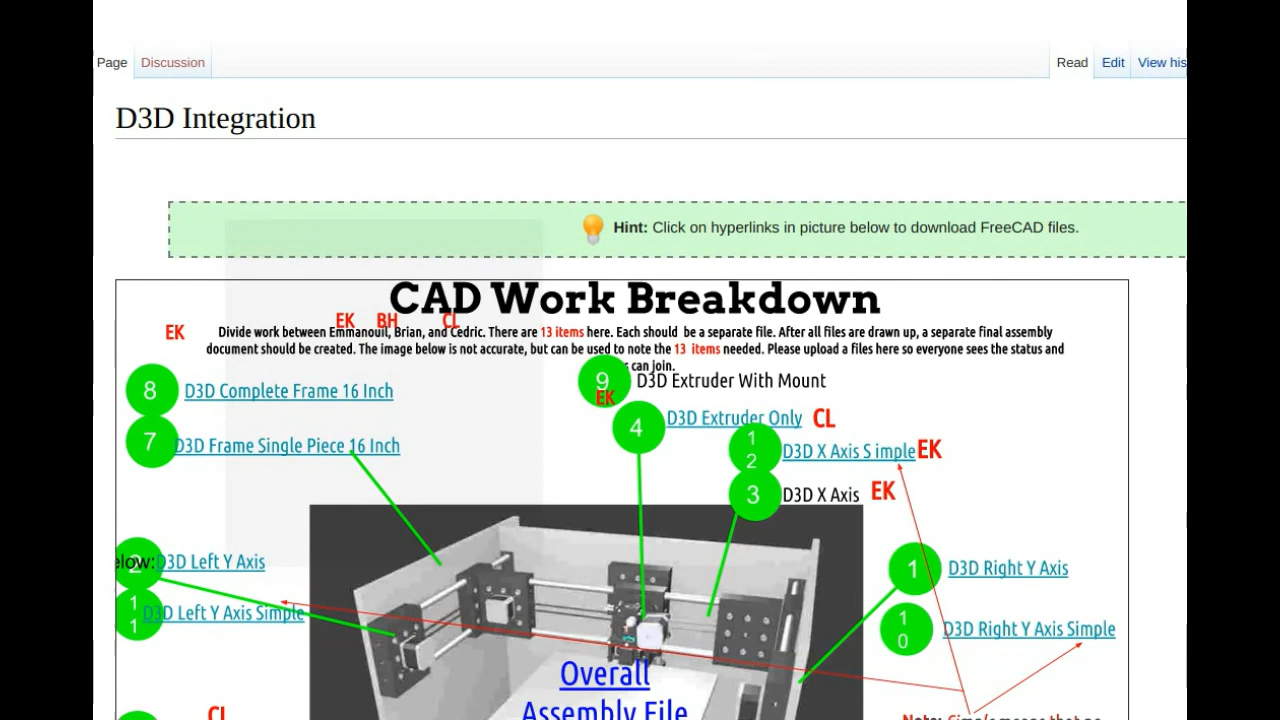 Page Discussion Read Edit View his
D3D Integration
Hint: Click on hyperlinks in picture below to download FreeCAD files.
CAD Work Breakdown
EK EK BH CL
Divide work between Emmanouil, Brian, and Cedric. There are 13 items here. Each should be a separate file. After all files are drawn up, a separate final assembly
document should be created. The image below is not accurate, but can be used to note the 13 items needed. Please upload a files here so everyone sees the status and
can join.
8 D3D Complete Frame 16 Inch
9 D3D Extruder With Mount
EK
4 D3D Extruder Only CL
7 D3D Frame Single Piece 16 Inch
12 D3D X Axis S imple EK
3 D3D X Axis EK
2 elow: D3D Left Y Axis
1 D3D Right Y Axis
11 D3D Left Y Axis Simple
10 D3D Right Y Axis Simple
Overall
Assembly File
CL
Note: Simple means that no